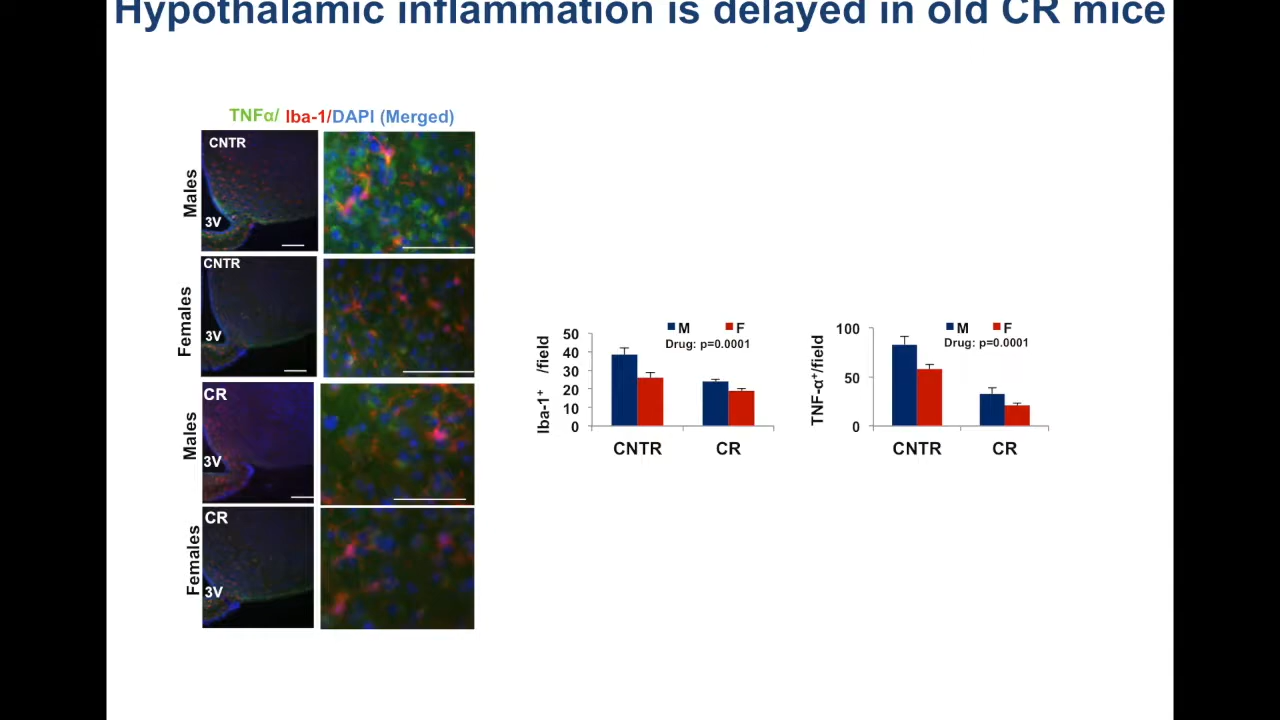 Hypothalamic inflammation is delayed in old CR mice
TNFα/ Iba-1/DAPI (Merged)
Males
CNTR
3V
Females
CNTR
3V
Males
CR
3V
Females
CR
3V
Iba-1⁺ /field
50
40
30
20
10
0
M F
Drug: p=0.0001
CNTR CR
TNF-α⁺/field
100
50
0
M F
Drug: p=0.0001
CNTR CR